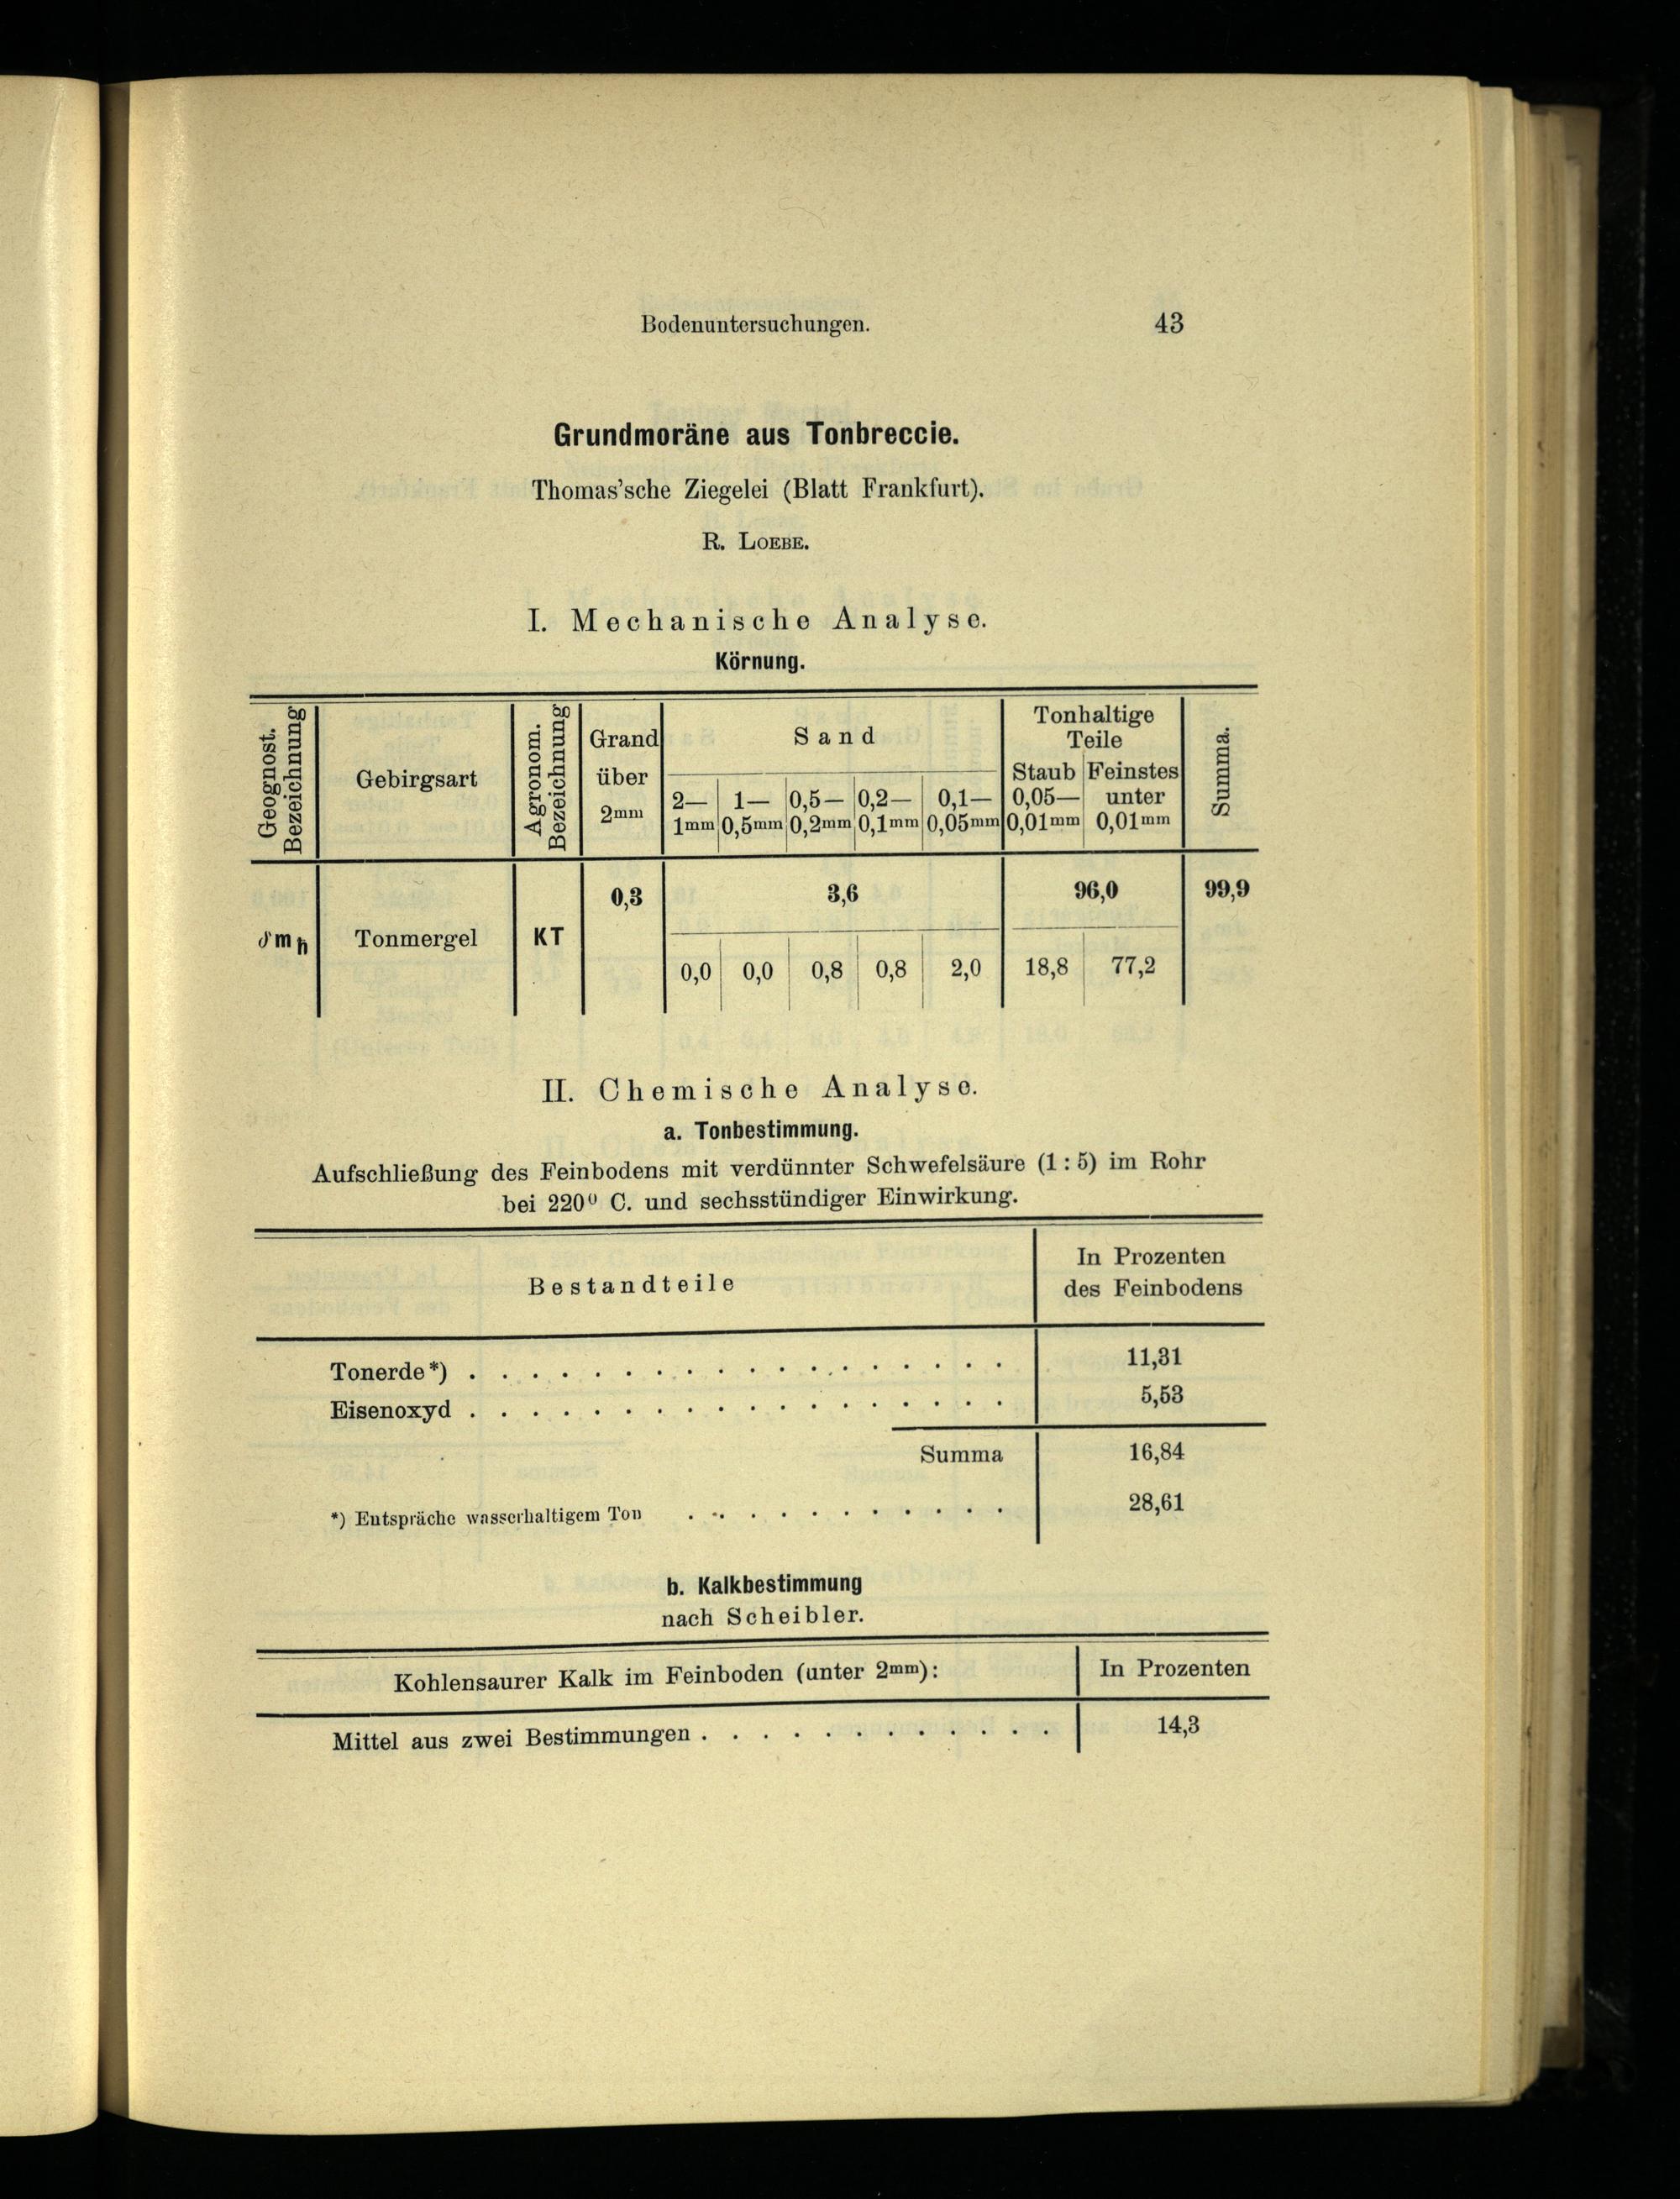 Bodenuntersuchungen. 43
Grundmoräne aus Tonbreccie.
Thomas'sche Ziegelei (Blatt Frankfurt).
R. LOEBE.
I. Mechanische Analyse.
Körnung.
Geognost. Bezeichnung
Gebirgsart
Agronom. Bezeichnung
Grand über 2mm
Sand
2—1mm 1—0,5mm 0,5—0,2mm 0,2—0,1mm 0,1—0,05mm
Tonhaltige Teile
Staub 0,05—0,01mm
Feinstes unter 0,01mm
Summa.
0,3 3,6 96,0 99,9
Tonmergel KT
0,0 0,0 0,8 0,8 2,0 18,8 77,2
II. Chemische Analyse.
a. Tonbestimmung.
Aufschließung des Feinbodens mit verdünnter Schwefelsäure (1:5) im Rohr
bei 220° C. und sechsstündiger Einwirkung.
Bestandteile
In Prozenten
des Feinbodens
Tonerde*) . . . . . . . . . . . . . . . . . . 11,31
Eisenoxyd . . . . . . . . . . . . . . . . . . 5,53
Summa 16,84
*) Entspräche wasserhaltigem Ton . . . . . . . . . . . 28,61
b. Kalkbestimmung
nach Scheibler.
Kohlensaurer Kalk im Feinboden (unter 2mm): In Prozenten
Mittel aus zwei Bestimmungen . . . . . . . . . . . . 14,3